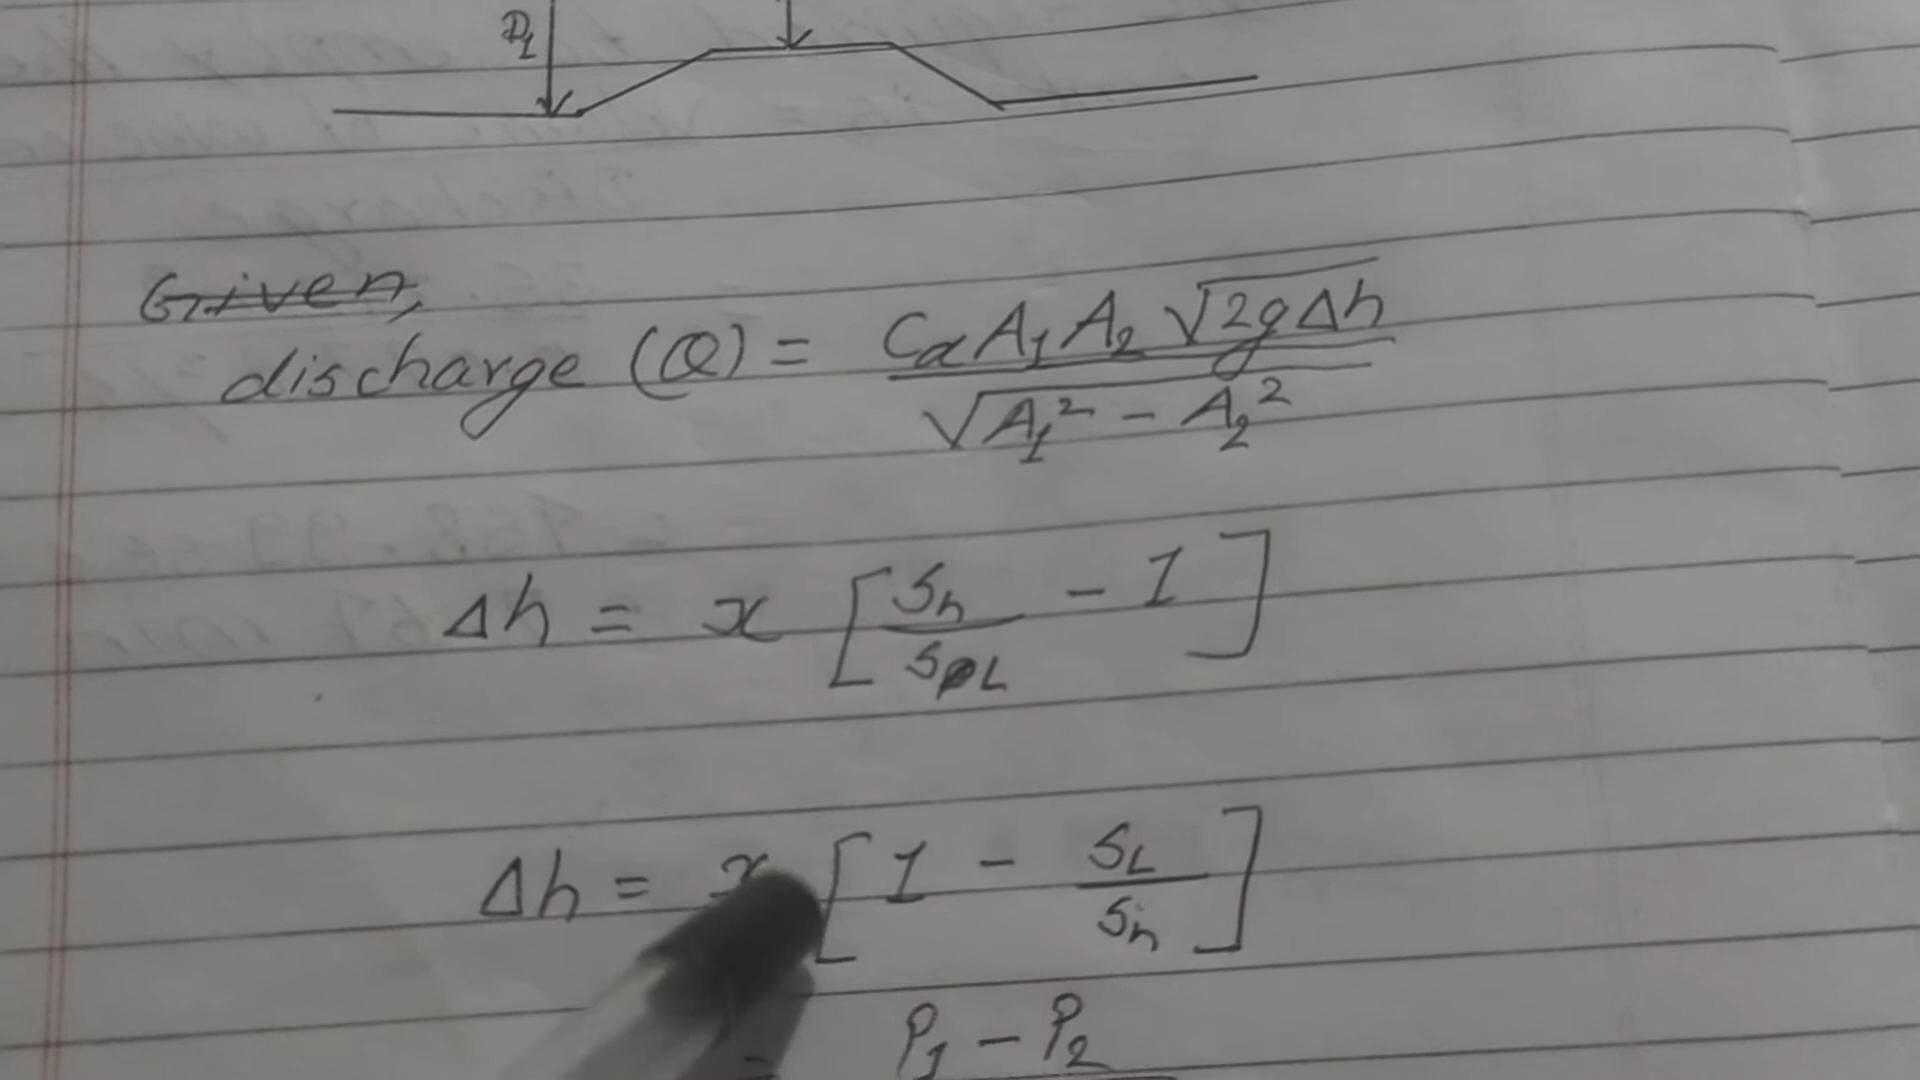 D1
Given,
discharge (Q) = CdA1A2√2gΔh / √A1² - A2²
Δh = x [Sh / SL - 1]
Δh = x [1 - SL / Sh]
= P1 - P2